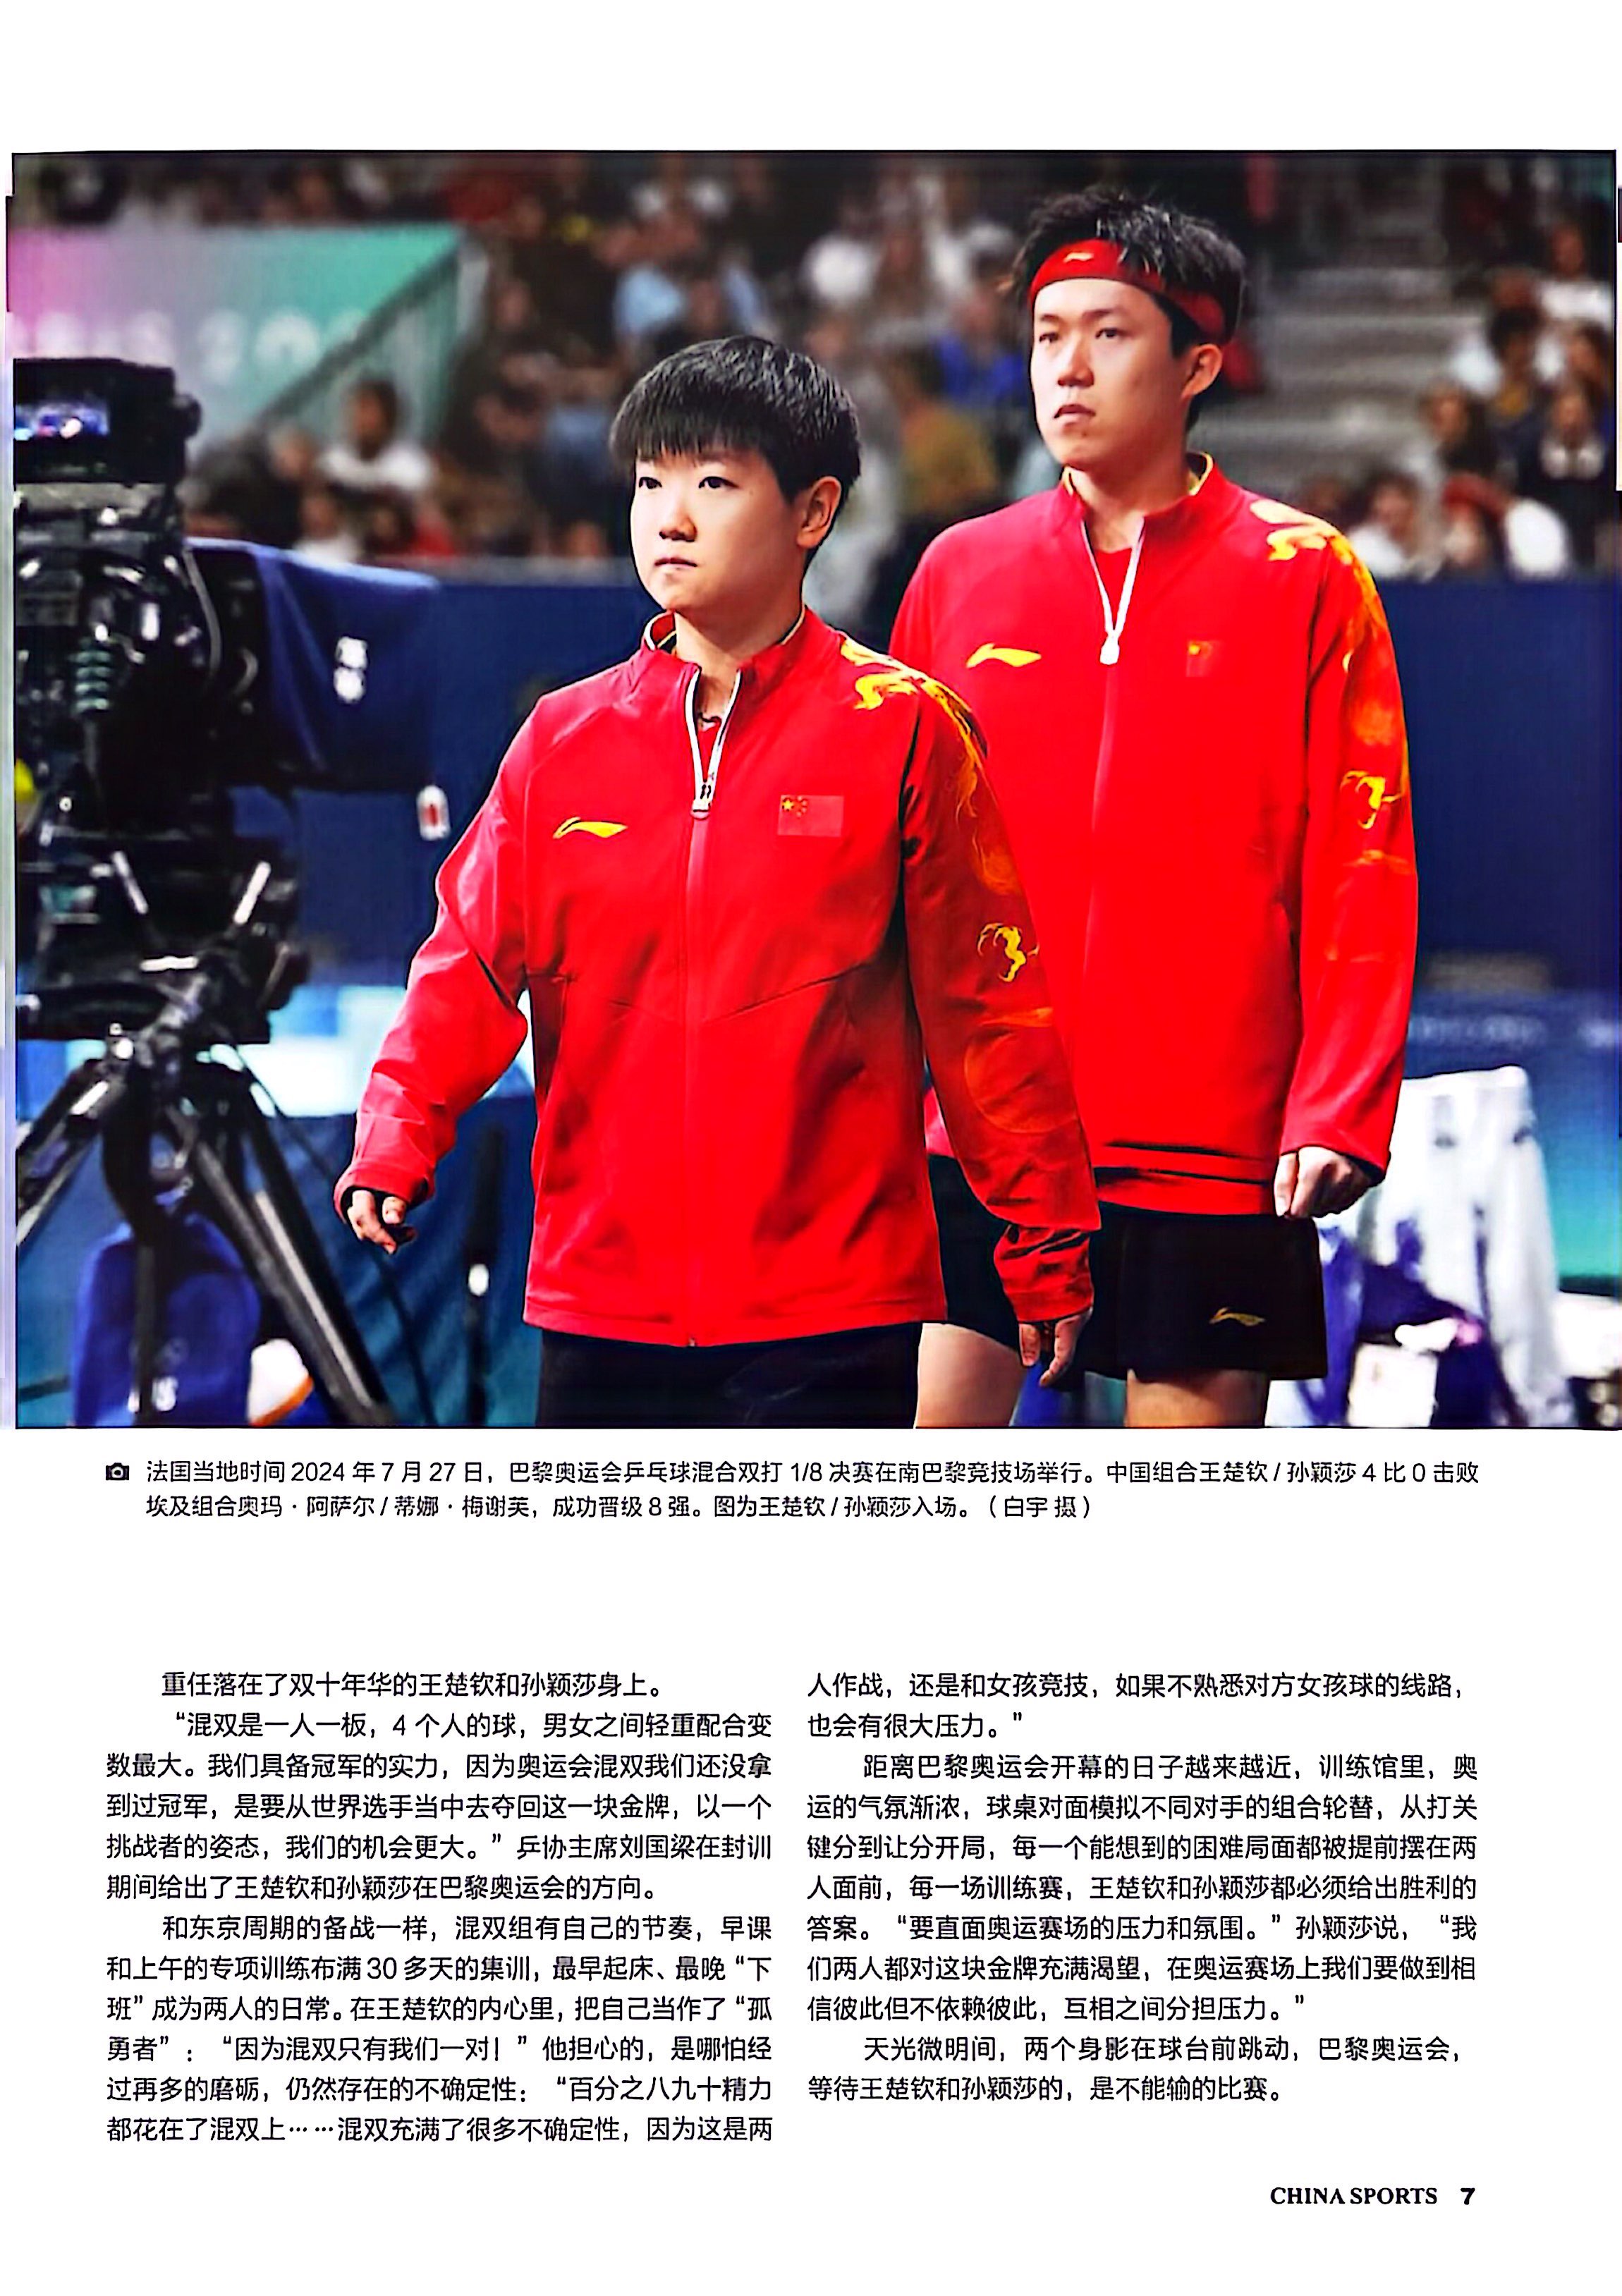 法国当地时间 2024 年 7 月 27 日，巴黎奥运会乒乓球混合双打 1/8 决赛在南巴黎竞技场举行。中国组合王楚钦 / 孙颖莎 4 比 0 击败
埃及组合奥玛·阿萨尔 / 蒂娜·梅谢芙，成功晋级 8 强。图为王楚钦 / 孙颖莎入场。（白宇 摄）
重任落在了双十年华的王楚钦和孙颖莎身上。
“混双是一人一板，4 个人的球，男女之间轻重配合变
数最大。我们具备冠军的实力，因为奥运会混双我们还没拿
到过冠军，是要从世界选手当中去夺回这一块金牌，以一个
挑战者的姿态，我们的机会更大。”乒协主席刘国梁在封训
期间给出了王楚钦和孙颖莎在巴黎奥运会的方向。
和东京周期的备战一样，混双组有自己的节奏，早课
和上午的专项训练布满 30 多天的集训，最早起床、最晚“下
班”成为两人的日常。在王楚钦的内心里，把自己当作了“孤
勇者”：“因为混双只有我们一对！”他担心的，是哪怕经
过再多的磨砺，仍然存在的不确定性：“百分之八九十精力
都花在了混双上……混双充满了很多不确定性，因为这是两
人作战，还是和女孩竞技，如果不熟悉对方女孩球的线路，
也会有很大压力。”
距离巴黎奥运会开幕的日子越来越近，训练馆里，奥
运的气氛渐浓，球桌对面模拟不同对手的组合轮替，从打关
键分到让分开局，每一个能想到的困难局面都被提前摆在两
人面前，每一场训练赛，王楚钦和孙颖莎都必须给出胜利的
答案。“要直面奥运赛场的压力和氛围。”孙颖莎说，“我
们两人都对这块金牌充满渴望，在奥运赛场上我们要做到相
信彼此但不依赖彼此，互相之间分担压力。”
天光微明间，两个身影在球台前跳动，巴黎奥运会，
等待王楚钦和孙颖莎的，是不能输的比赛。
CHINA SPORTS 7